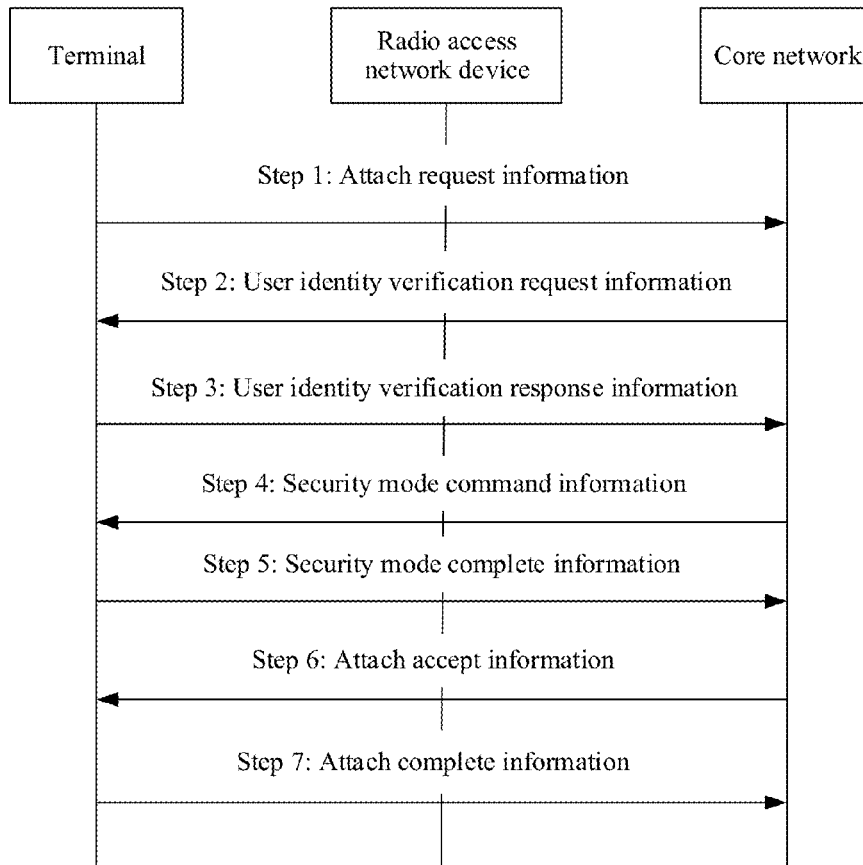 Terminal
Radio access
network device
Core network
Step 1: Attach request information
Step 2: User identity verification request information
Step 3: User identity verification response information
Step 4: Security mode command information
Step 5: Security mode complete information
Step 6: Attach accept information
Step 7: Attach complete information